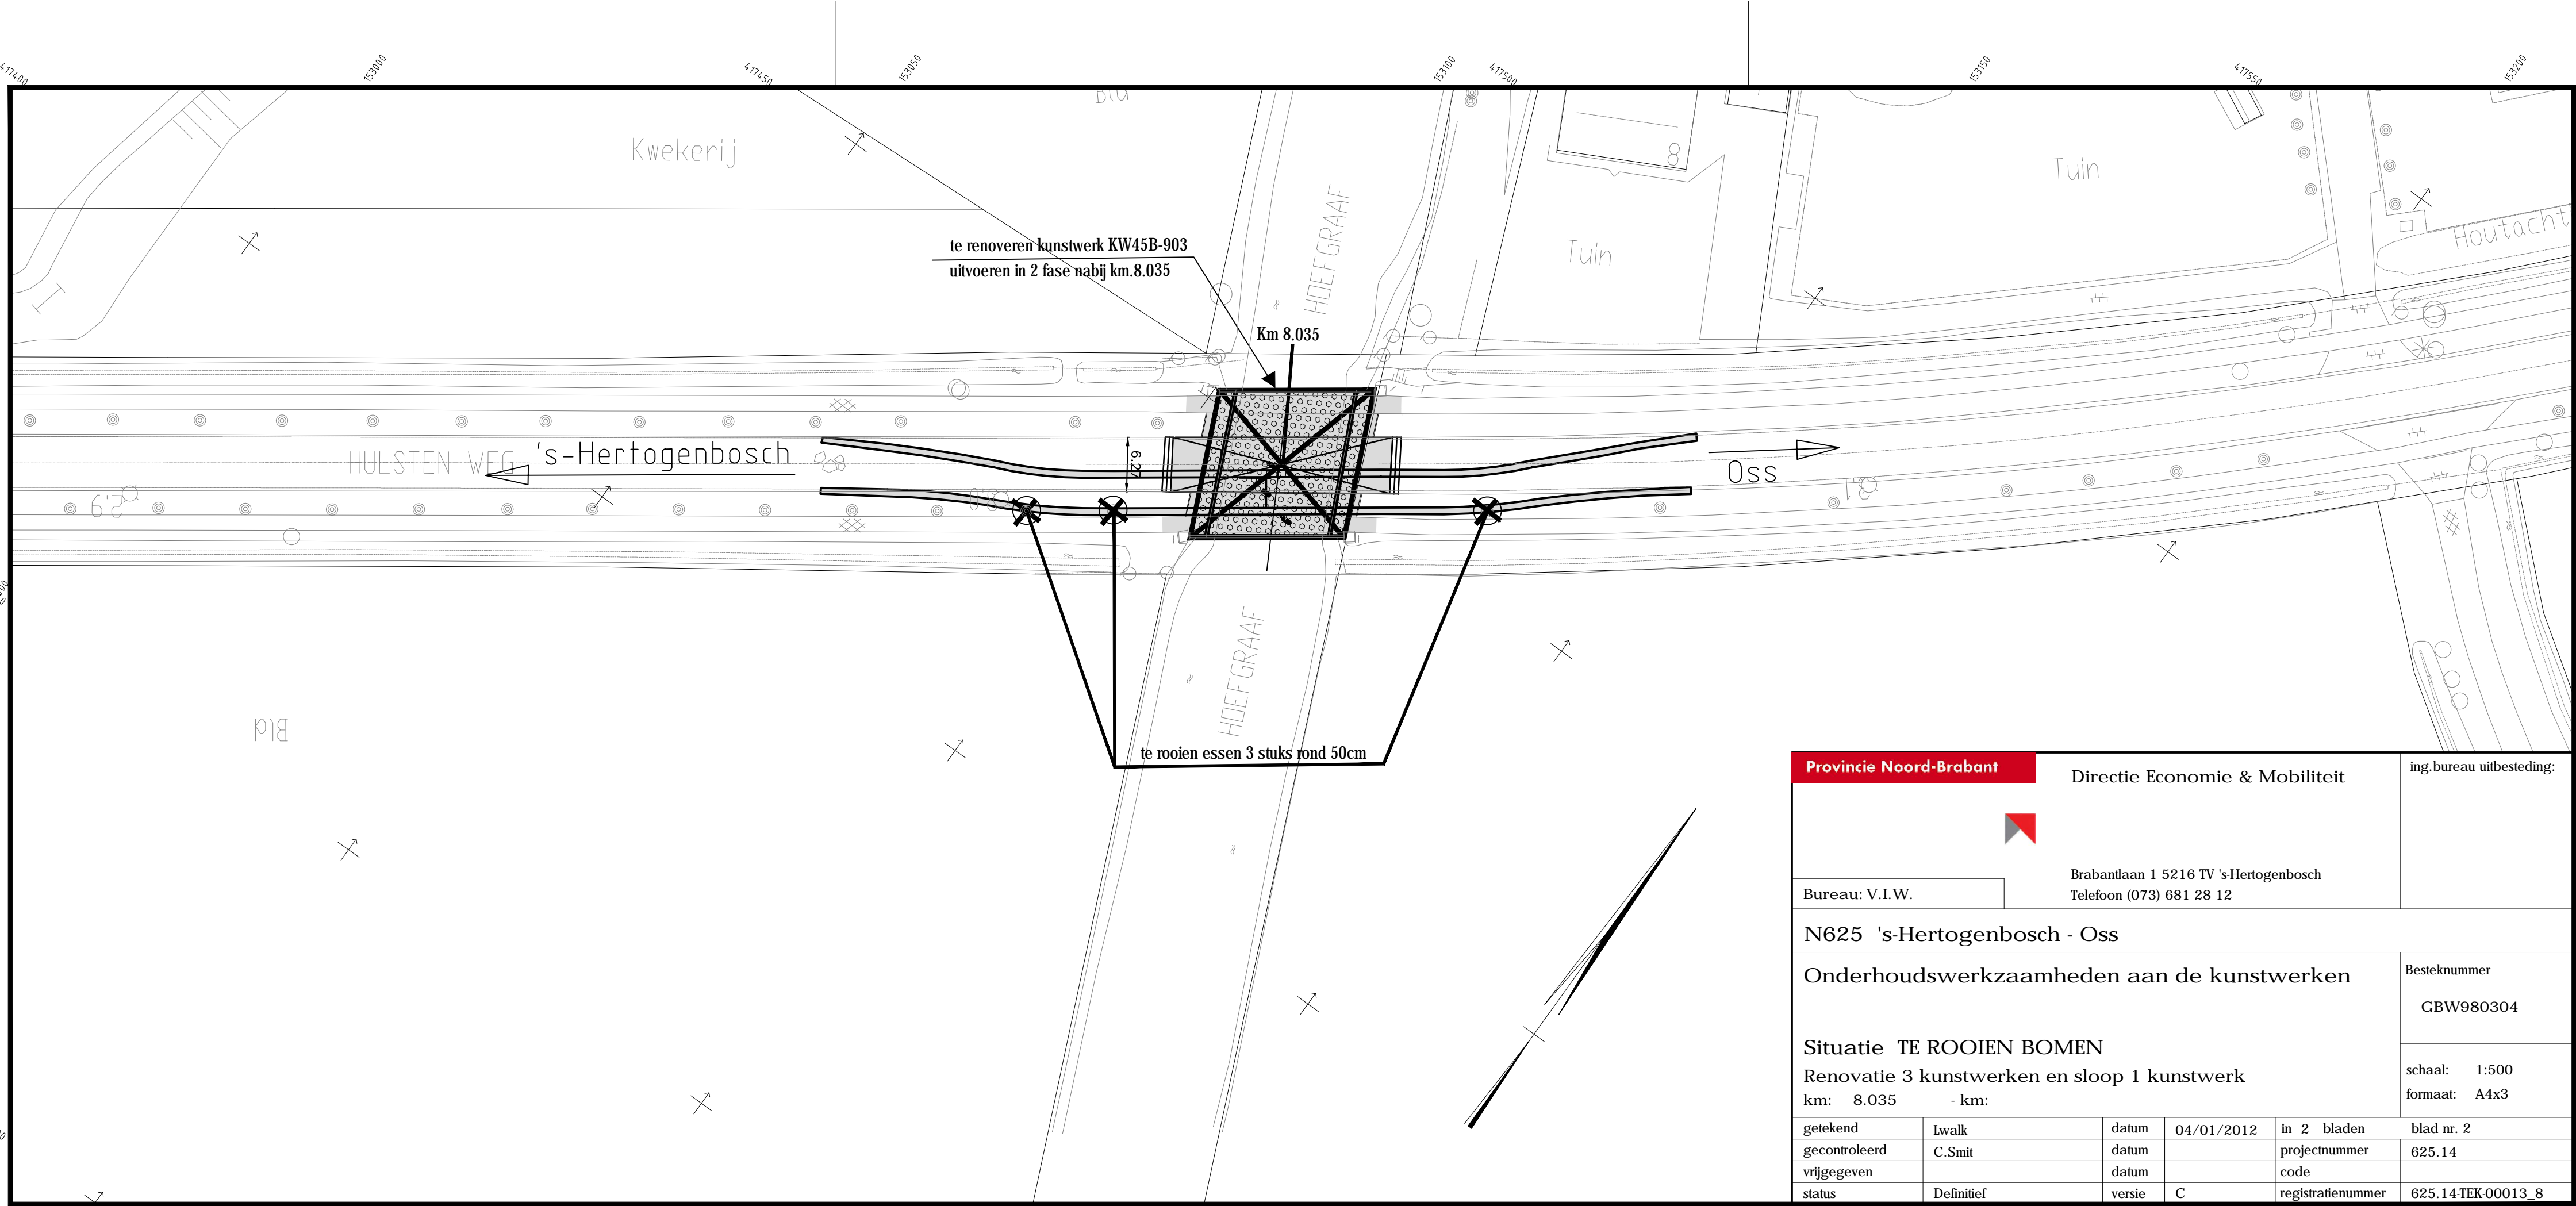 417400
153000
417450
153050
153100
417500
153150
417550
153200
Bld
Kwekerij
8
Tuin
Tuin
Houtacht
HOEFGRAAF
te renoveren kunstwerk KW45B-903
uitvoeren in 2 fase nabij km.8.035
Km 8.035
HULSTEN WEG
's-Hertogenbosch
6.27
Oss
HOEFGRAAF
Bld
te rooien essen 3 stuks rond 50cm
Provincie Noord-Brabant
Directie Economie & Mobiliteit
ing.bureau uitbesteding:
Brabantlaan 1 5216 TV 's-Hertogenbosch
Bureau: V.I.W.
Telefoon (073) 681 28 12
N625 's-Hertogenbosch - Oss
Onderhoudswerkzaamheden aan de kunstwerken
Besteknummer
GBW980304
Situatie TE ROOIEN BOMEN
Renovatie 3 kunstwerken en sloop 1 kunstwerk
km: 8.035 - km:
schaal: 1:500
formaat: A4x3
getekend Lwalk datum 04/01/2012 in 2 bladen blad nr. 2
gecontroleerd C.Smit datum projectnummer 625.14
vrijgegeven datum code
status Definitief versie C registratienummer 625.14-TEK-00013_8